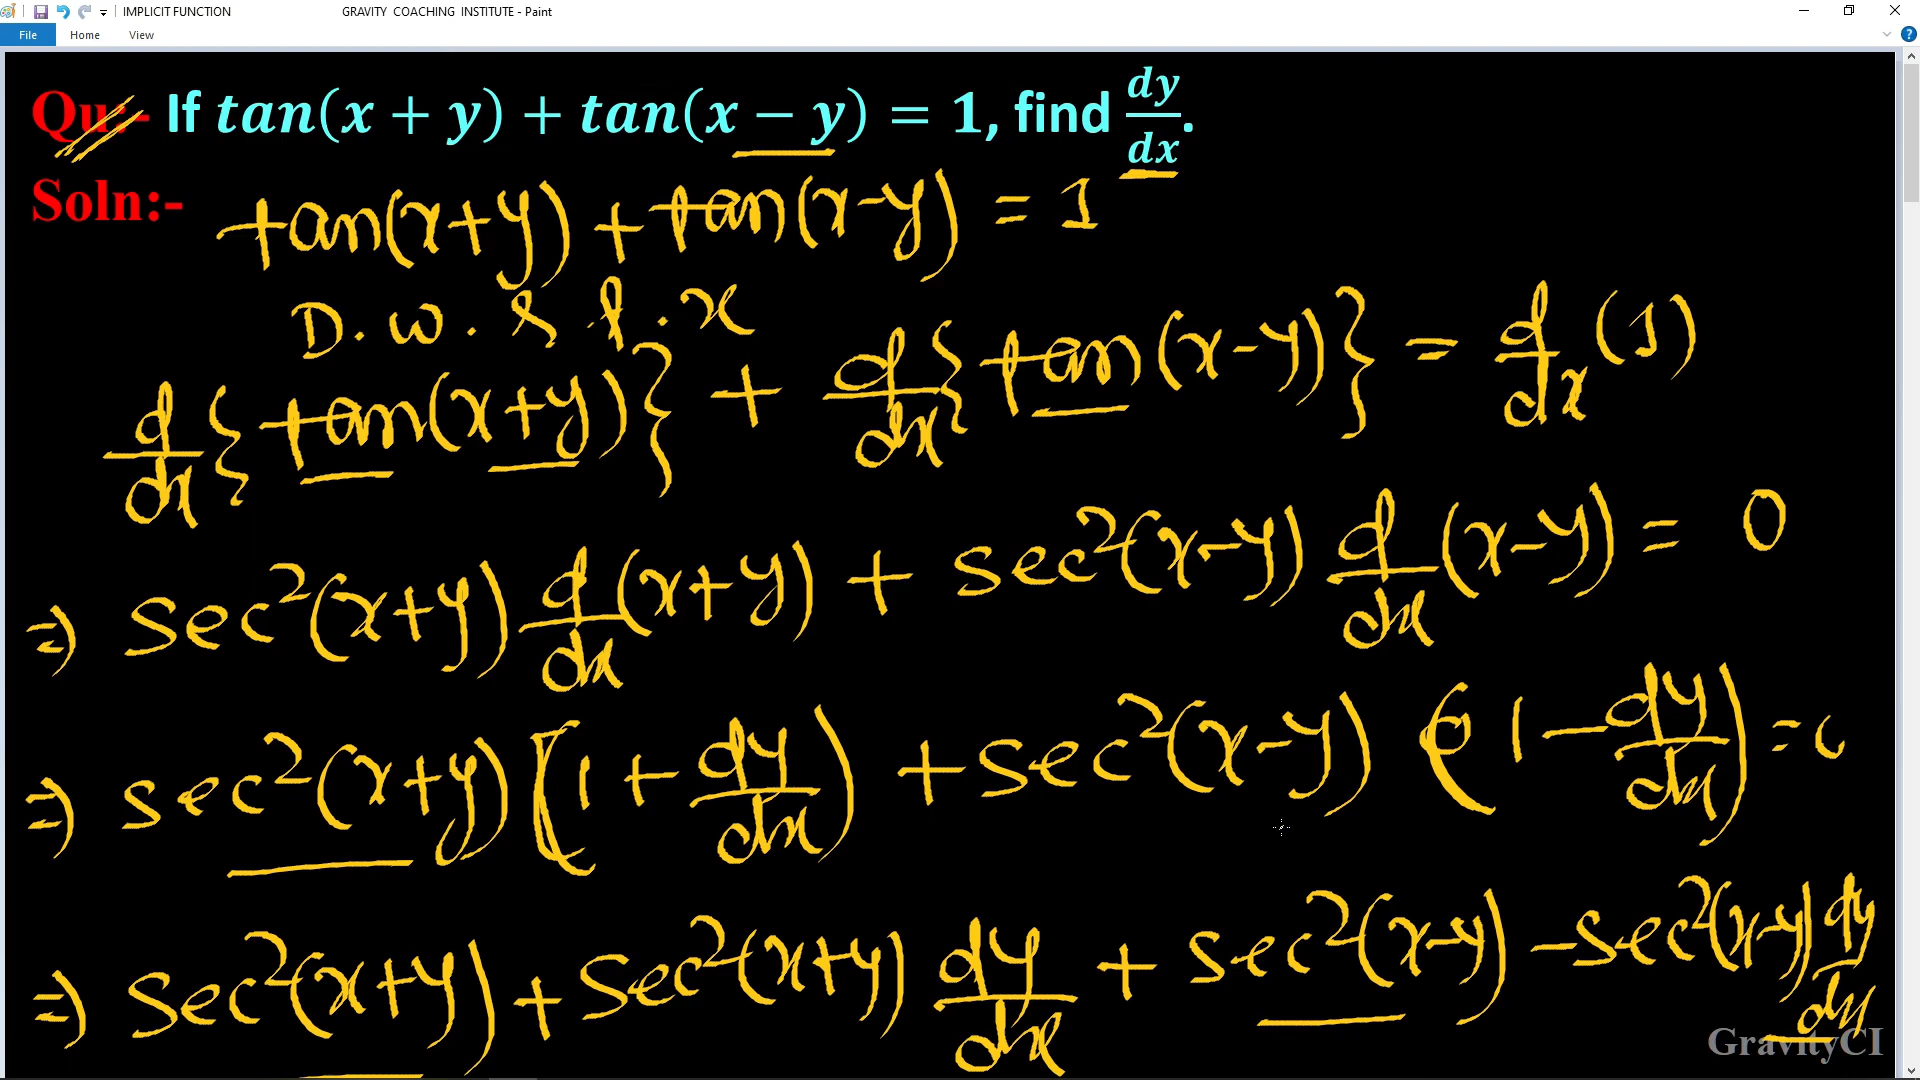 IMPLICIT FUNCTION GRAVITY COACHING INSTITUTE - Paint
File Home View
Qu:- If tan(x + y) + tan(x − y) = 1, find dy/dx.
Soln:- tan(x+y) + tan(x-y) = 1
D. w. r. t. x
d/dx{tan(x+y)} + d/dx{tan(x-y)} = d/dx(1)
=) sec²(x+y) d/dx(x+y) + sec²(x-y) d/dx(x-y) = 0
=) sec²(x+y)(1 + dy/dx) + sec²(x-y)(1 - dy/dx) = 0
=) sec²(x+y) + sec²(x+y) dy/dx + sec²(x-y) - sec²(x-y) dy/dx
GravityCI